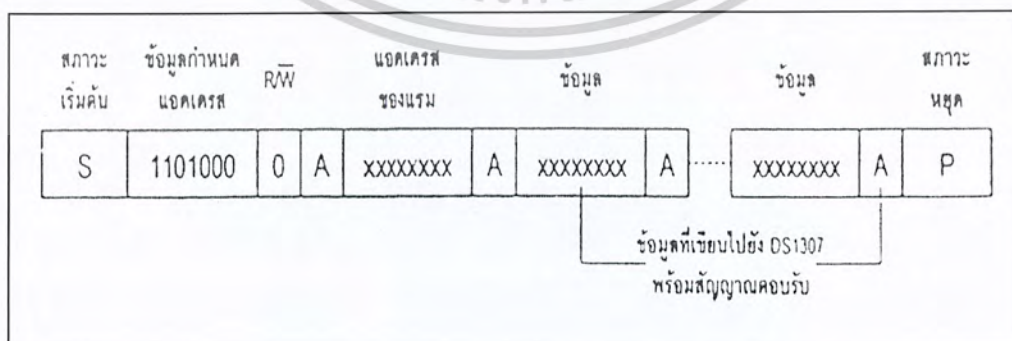 สภาวะ ข้อมูลกำหนด R/W แอดเดรส ข้อมูล ข้อมูล สภาวะ
เริ่มต้น แอดเดรส ของแรม หยุด
S 1101000 0 A XXXXXXXX A XXXXXXXX A ...... XXXXXXXX A P
ข้อมูลที่เขียนไปยัง DS1307
พร้อมสัญญาณตอบรับ